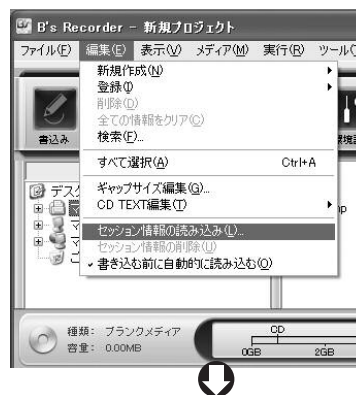 B's Recorder - 新規プロジェクト
ファイル(F) 編集(E) 表示(V) メディア(M) 実行(R) ツール(
新規作成(N)
登録(I)
削除(D)
全ての情報をクリア(C)
検索(F)...
すべて選択(A) Ctrl+A
ギャップサイズ編集(G)...
CD TEXT編集(T)
セッション情報の読み込み(L)...
セッション情報の削除(U)
書き込む前に自動的に読み込む(O)
書込み
デスク
マ
マ
マ
ご
種類: ブランクメディア
容量: 0.00MB
CD
0GB 2GB